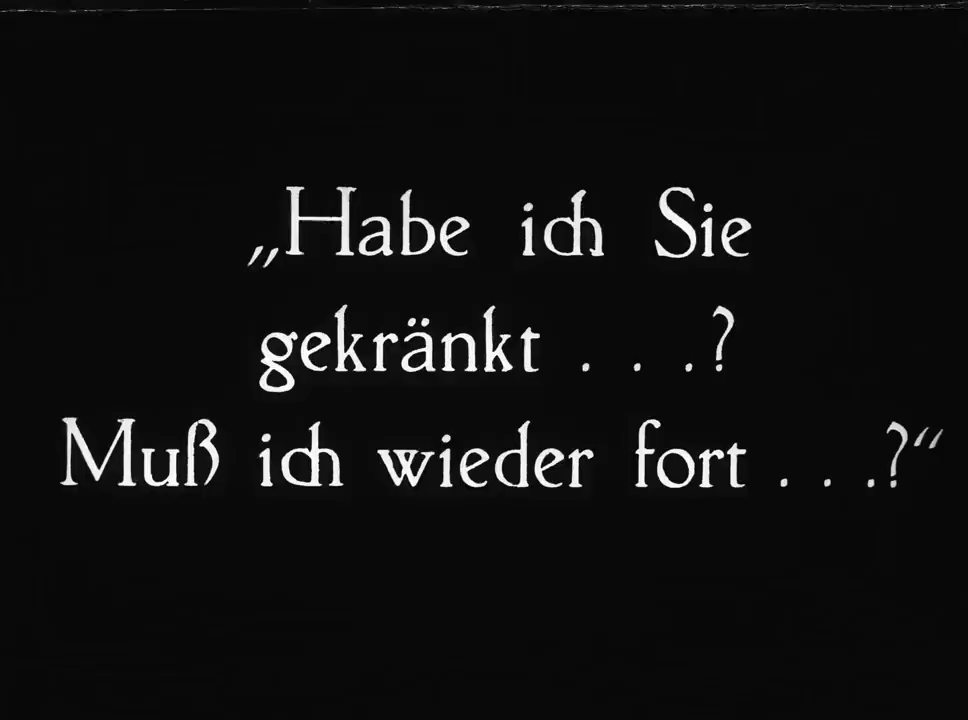 „Habe ich Sie
gekränkt . . .?
Muß ich wieder fort . . .?“